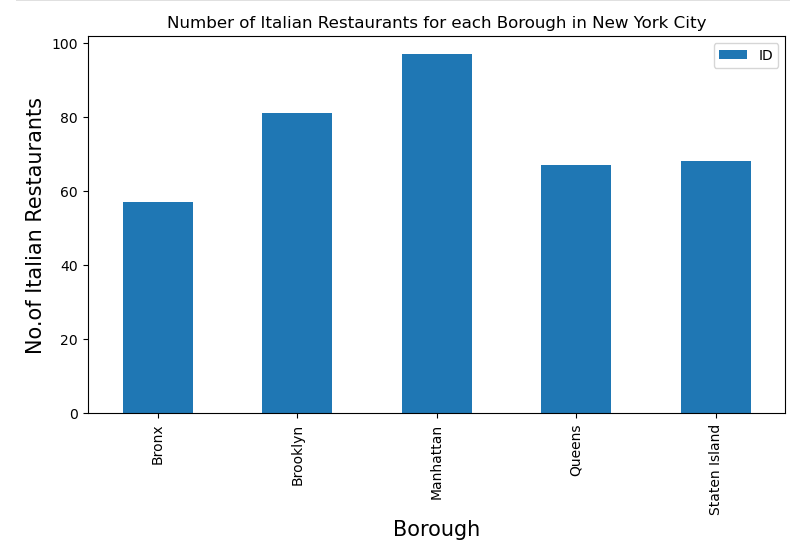 Number of Italian Restaurants for each Borough in New York City
ID
No.of Italian Restaurants
100
80
60
40
20
0
Bronx
Brooklyn
Manhattan
Queens
Staten Island
Borough